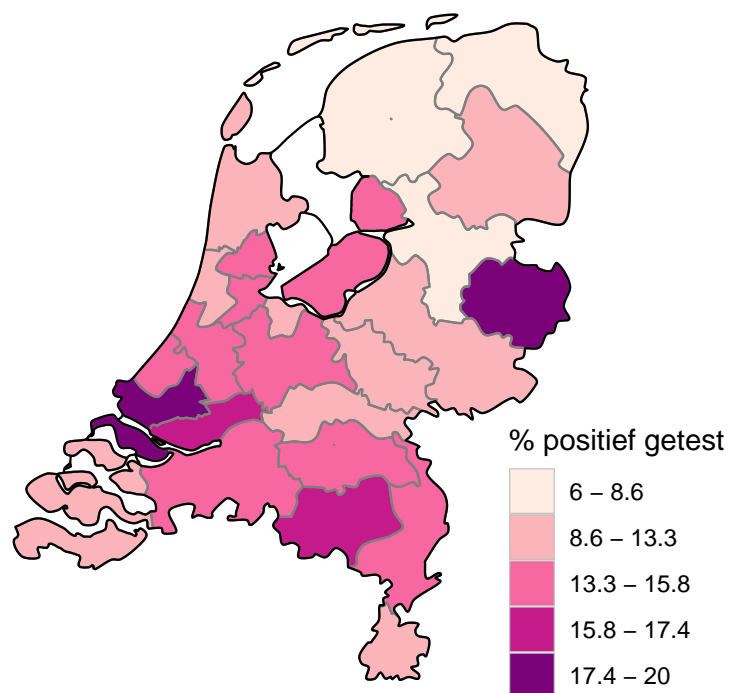 % positief getest
6 – 8.6
8.6 – 13.3
13.3 – 15.8
15.8 – 17.4
17.4 – 20